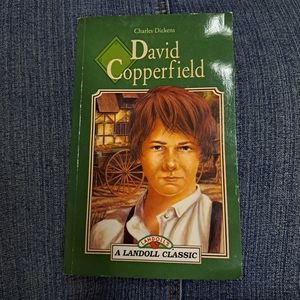 Charles Dickens
David
Copperfield
LANDOLL'S
A LANDOLL CLASSIC